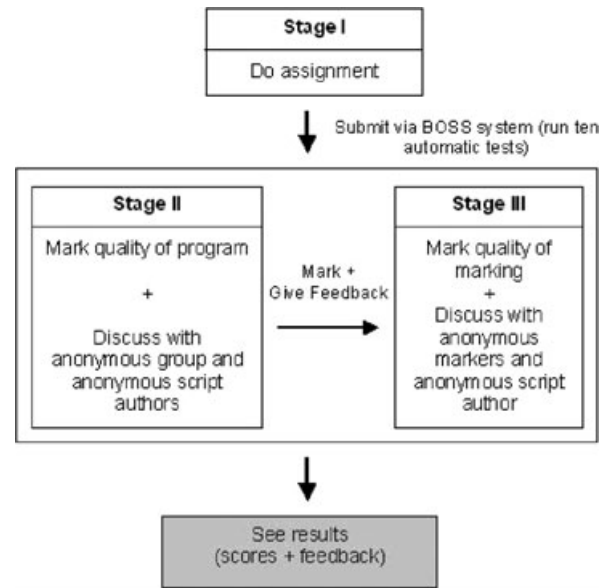 Stage I
Do assignment
Submit via BOSS system (run ten
automatic tests)
Stage II
Mark quality of program
+
Discuss with
anonymous group and
anonymous script
authors
Mark +
Give Feedback
Stage III
Mark quality of
marking
+
Discuss with
anonymous
markers and
anonymous script
author
See results
(scores + feedback)